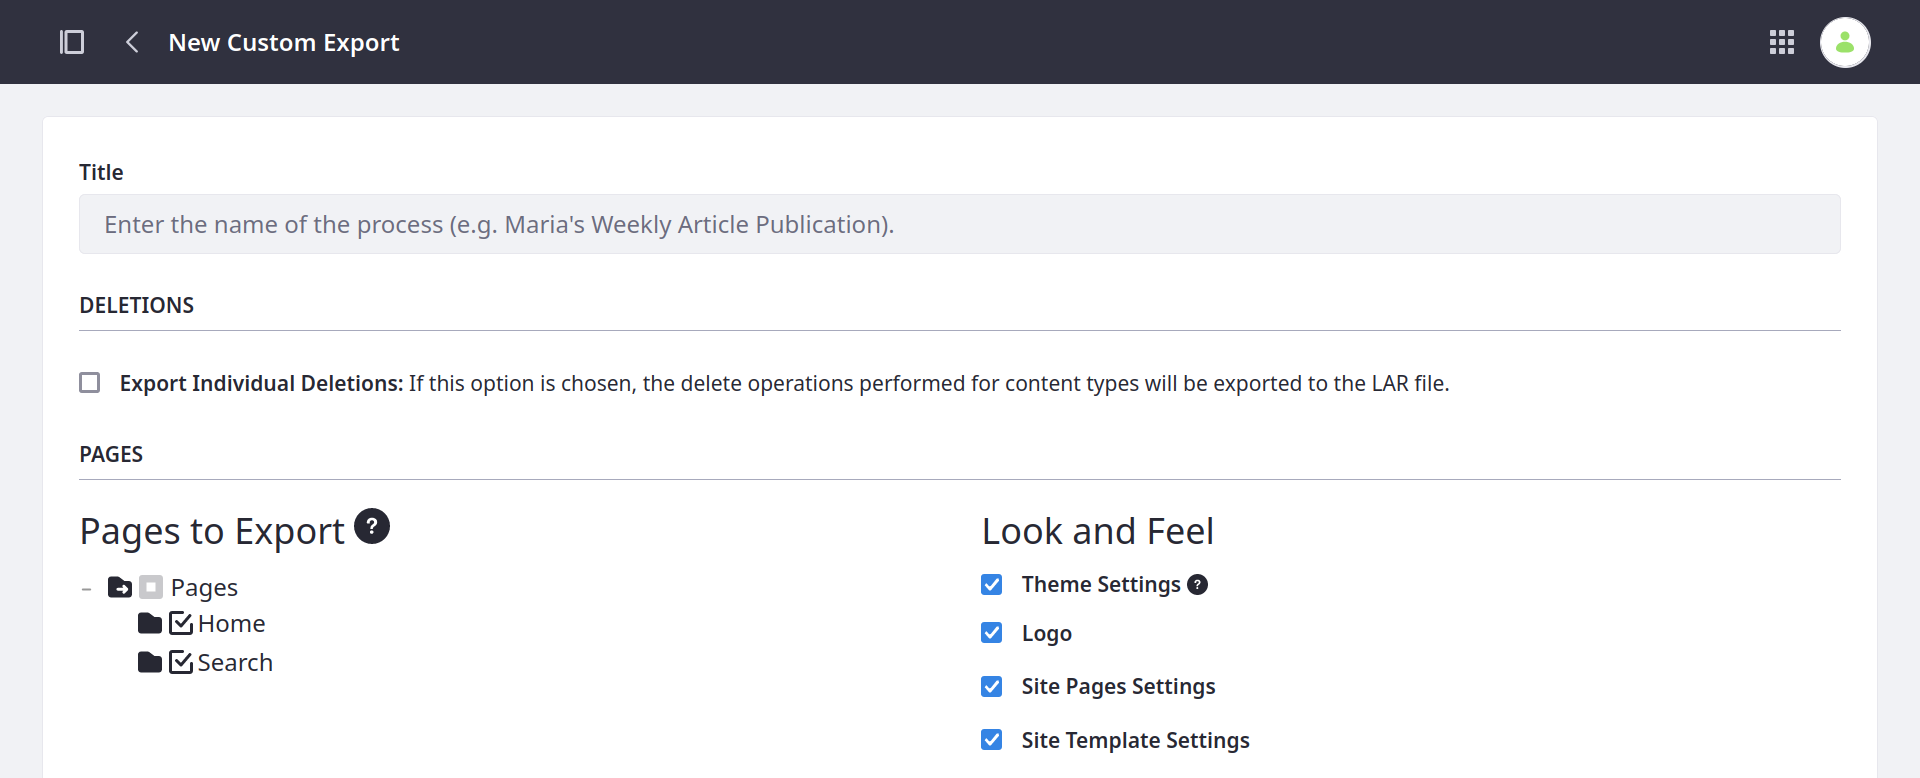 New Custom Export
Title
Enter the name of the process (e.g. Maria's Weekly Article Publication).
DELETIONS
Export Individual Deletions: If this option is chosen, the delete operations performed for content types will be exported to the LAR file.
PAGES
Pages to Export ?
Pages
Home
Search
Look and Feel
Theme Settings ?
Logo
Site Pages Settings
Site Template Settings